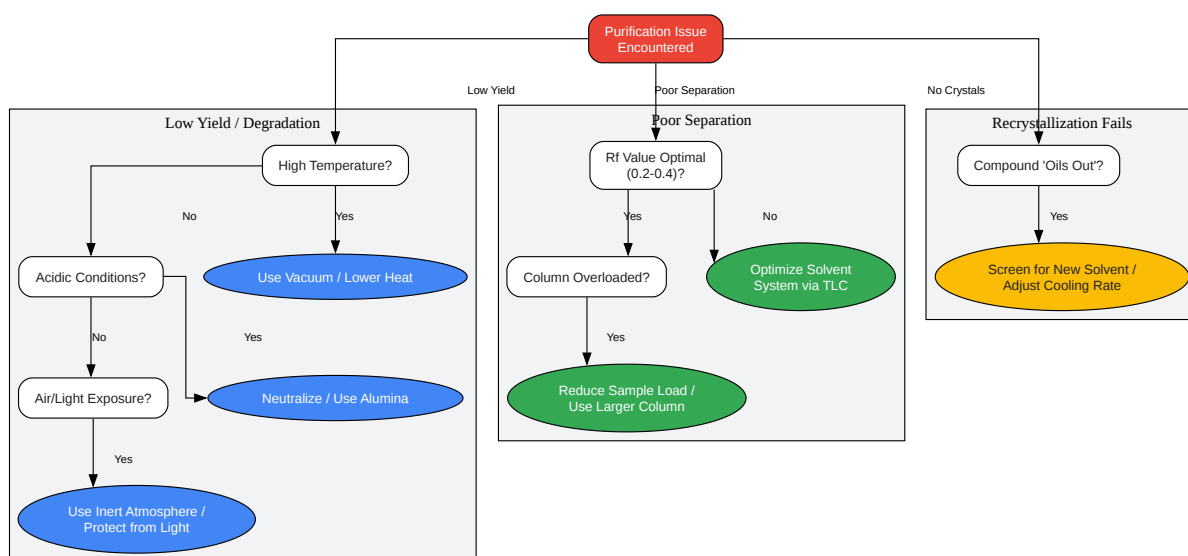 Purification Issue
Encountered
Low Yield
Poor Separation
No Crystals
Low Yield / Degradation
High Temperature?
No
Yes
Acidic Conditions?
Use Vacuum / Lower Heat
No
Yes
Air/Light Exposure?
Neutralize / Use Alumina
Yes
Use Inert Atmosphere /
Protect from Light
Poor Separation
Rf Value Optimal
(0.2-0.4)?
Yes
No
Column Overloaded?
Optimize Solvent
System via TLC
Yes
Reduce Sample Load /
Use Larger Column
Recrystallization Fails
Compound 'Oils Out'?
Yes
Screen for New Solvent /
Adjust Cooling Rate